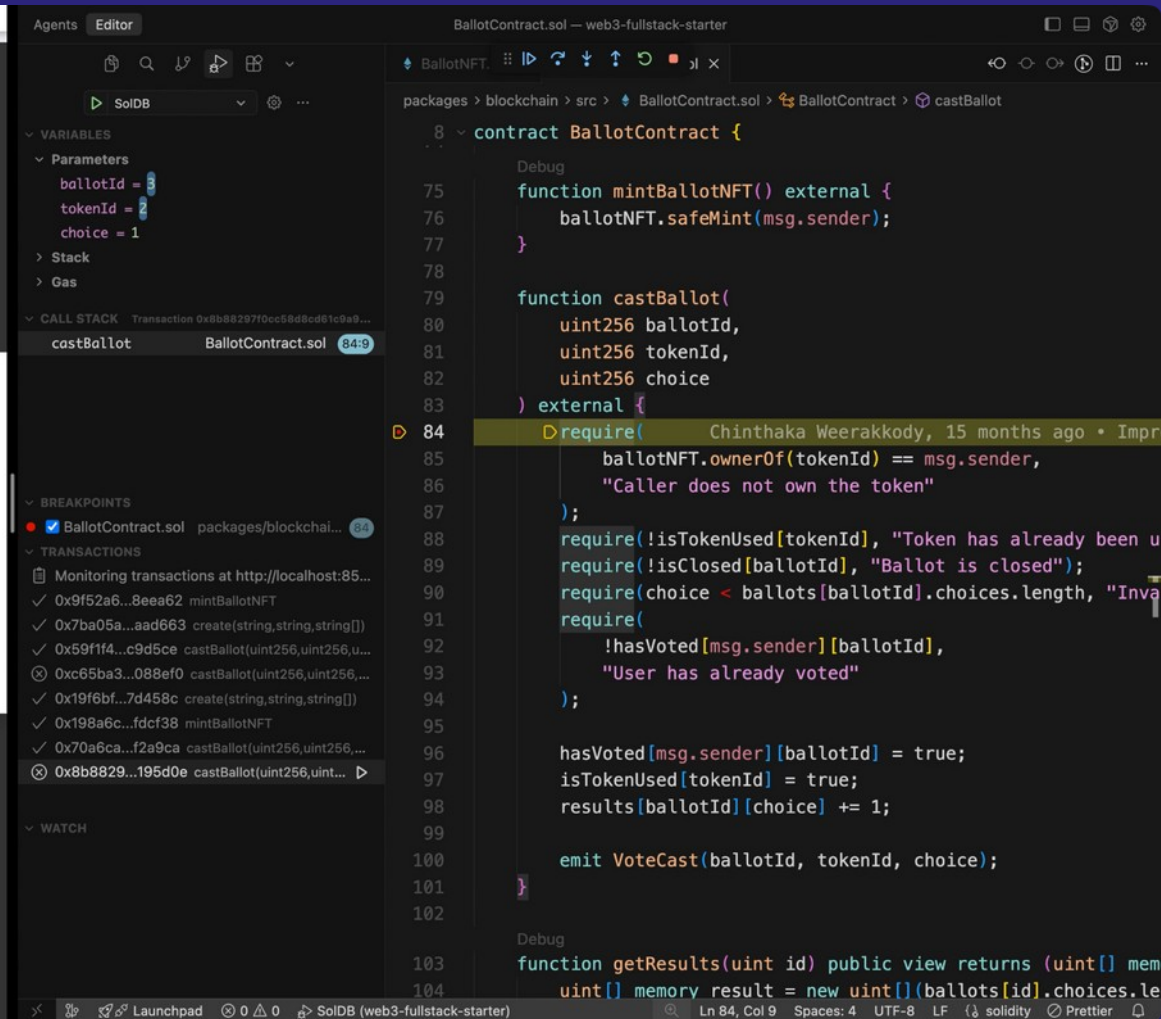 Agents Editor BallotContract.sol — web3-fullstack-starter
BallotNFT. ol
SolDB
packages > blockchain > src > BallotContract.sol > BallotContract > castBallot
VARIABLES
Parameters
ballotId = 3
tokenId = 2
choice = 1
Stack
Gas
CALL STACK Transaction 0x8b88297f0cc58d8cd61c9a9...
castBallot BallotContract.sol 84:9
BREAKPOINTS
BallotContract.sol packages/blockchai... 84
TRANSACTIONS
Monitoring transactions at http://localhost:85...
0x9f52a6...8eea62 mintBallotNFT
0x7ba05a...aad663 create(string,string,string[])
0x59f1f4...c9d5ce castBallot(uint256,uint256,u...
0xc65ba3...088ef0 castBallot(uint256,uint256,...
0x19f6bf...7d458c create(string,string,string[])
0x198a6c...fdcf38 mintBallotNFT
0x70a6ca...f2a9ca castBallot(uint256,uint256,...
0x8b8829...195d0e castBallot(uint256,uint...
WATCH
8 contract BallotContract {
Debug
75 function mintBallotNFT() external {
76 ballotNFT.safeMint(msg.sender);
77 }
78
79 function castBallot(
80 uint256 ballotId,
81 uint256 tokenId,
82 uint256 choice
83 ) external {
84 require( Chinthaka Weerakkody, 15 months ago • Impr
85 ballotNFT.ownerOf(tokenId) == msg.sender,
86 "Caller does not own the token"
87 );
88 require(!isTokenUsed[tokenId], "Token has already been u
89 require(!isClosed[ballotId], "Ballot is closed");
90 require(choice < ballots[ballotId].choices.length, "Inva
91 require(
92 !hasVoted[msg.sender][ballotId],
93 "User has already voted"
94 );
95
96 hasVoted[msg.sender][ballotId] = true;
97 isTokenUsed[tokenId] = true;
98 results[ballotId][choice] += 1;
99
100 emit VoteCast(ballotId, tokenId, choice);
101 }
102
Debug
103 function getResults(uint id) public view returns (uint[] mem
104 uint[] memory result = new uint[](ballots[id].choices.le
Launchpad 0 0 SolDB (web3-fullstack-starter) Ln 84, Col 9 Spaces: 4 UTF-8 LF solidity Prettier